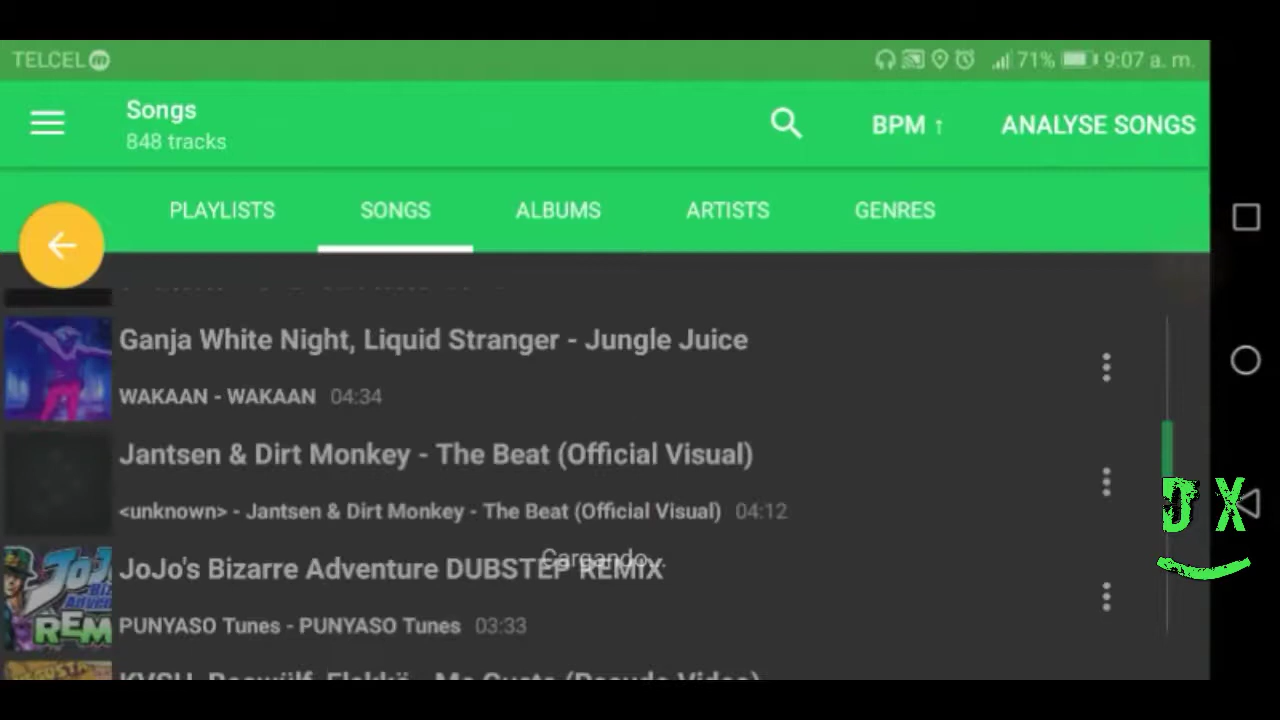 TELCEL
71% 9:07 a. m.
Songs
848 tracks
BPM ↑
ANALYSE SONGS
PLAYLISTS SONGS ALBUMS ARTISTS GENRES
Ganja White Night, Liquid Stranger - Jungle Juice
WAKAAN - WAKAAN 04:34
Jantsen & Dirt Monkey - The Beat (Official Visual)
<unknown> - Jantsen & Dirt Monkey - The Beat (Official Visual) 04:12
Cargando...
JoJo's Bizarre Adventure DUBSTEP REMIX
JOJO
REM
PUNYASO Tunes - PUNYASO Tunes 03:33
DX